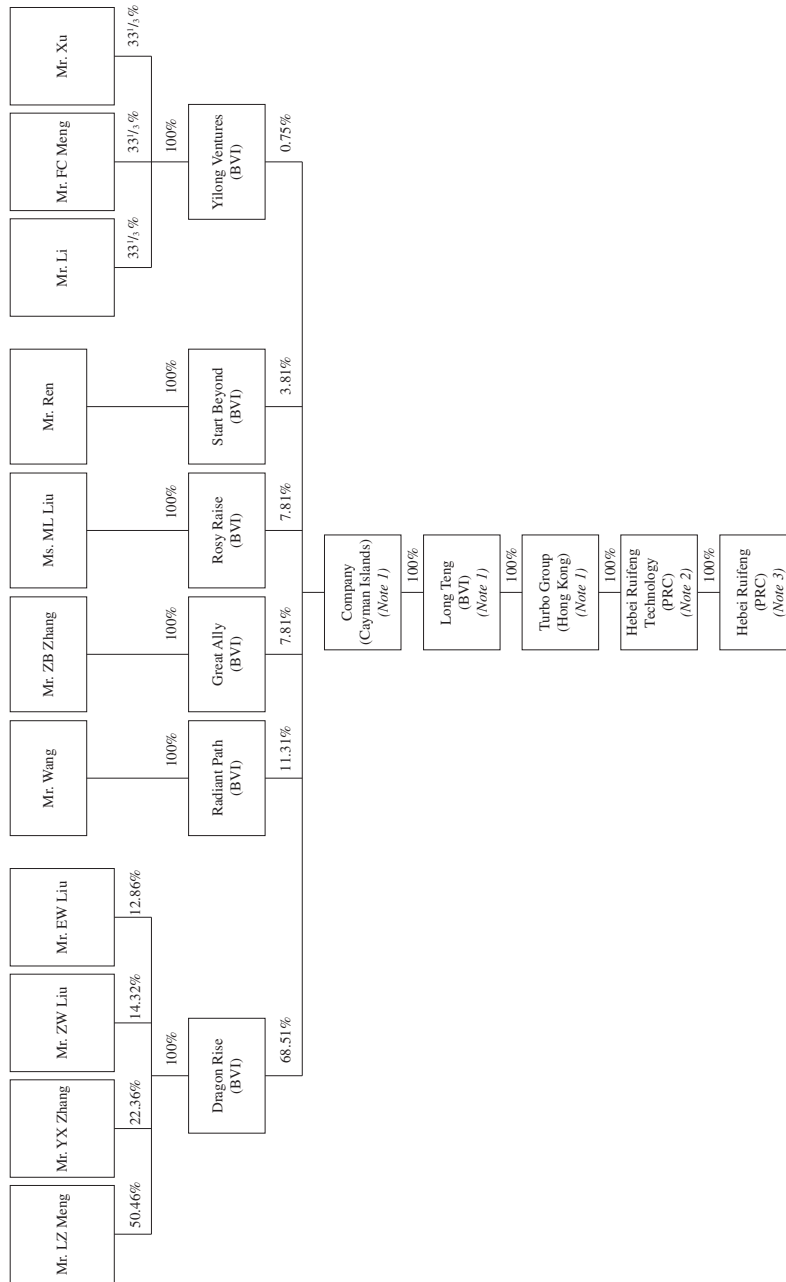 Mr. LZ Meng
Mr. YX Zhang
Mr. ZW Liu
Mr. EW Liu
Mr. Wang
Mr. ZB Zhang
Ms. ML Liu
Mr. Ren
Mr. Li
Mr. FC Meng
Mr. Xu
50.46%
22.36%
14.32%
12.86%
33¹/₃%
33¹/₃%
33¹/₃%
100%
100%
100%
100%
100%
100%
Dragon Rise
(BVI)
Radiant Path
(BVI)
Great Ally
(BVI)
Rosy Raise
(BVI)
Start Beyond
(BVI)
Yilong Ventures
(BVI)
68.51%
11.31%
7.81%
7.81%
3.81%
0.75%
Company
(Cayman Islands)
(Note 1)
100%
Long Teng
(BVI)
(Note 1)
100%
Turbo Group
(Hong Kong)
(Note 1)
100%
Hebei Ruifeng
Technology
(PRC)
(Note 2)
100%
Hebei Ruifeng
(PRC)
(Note 3)